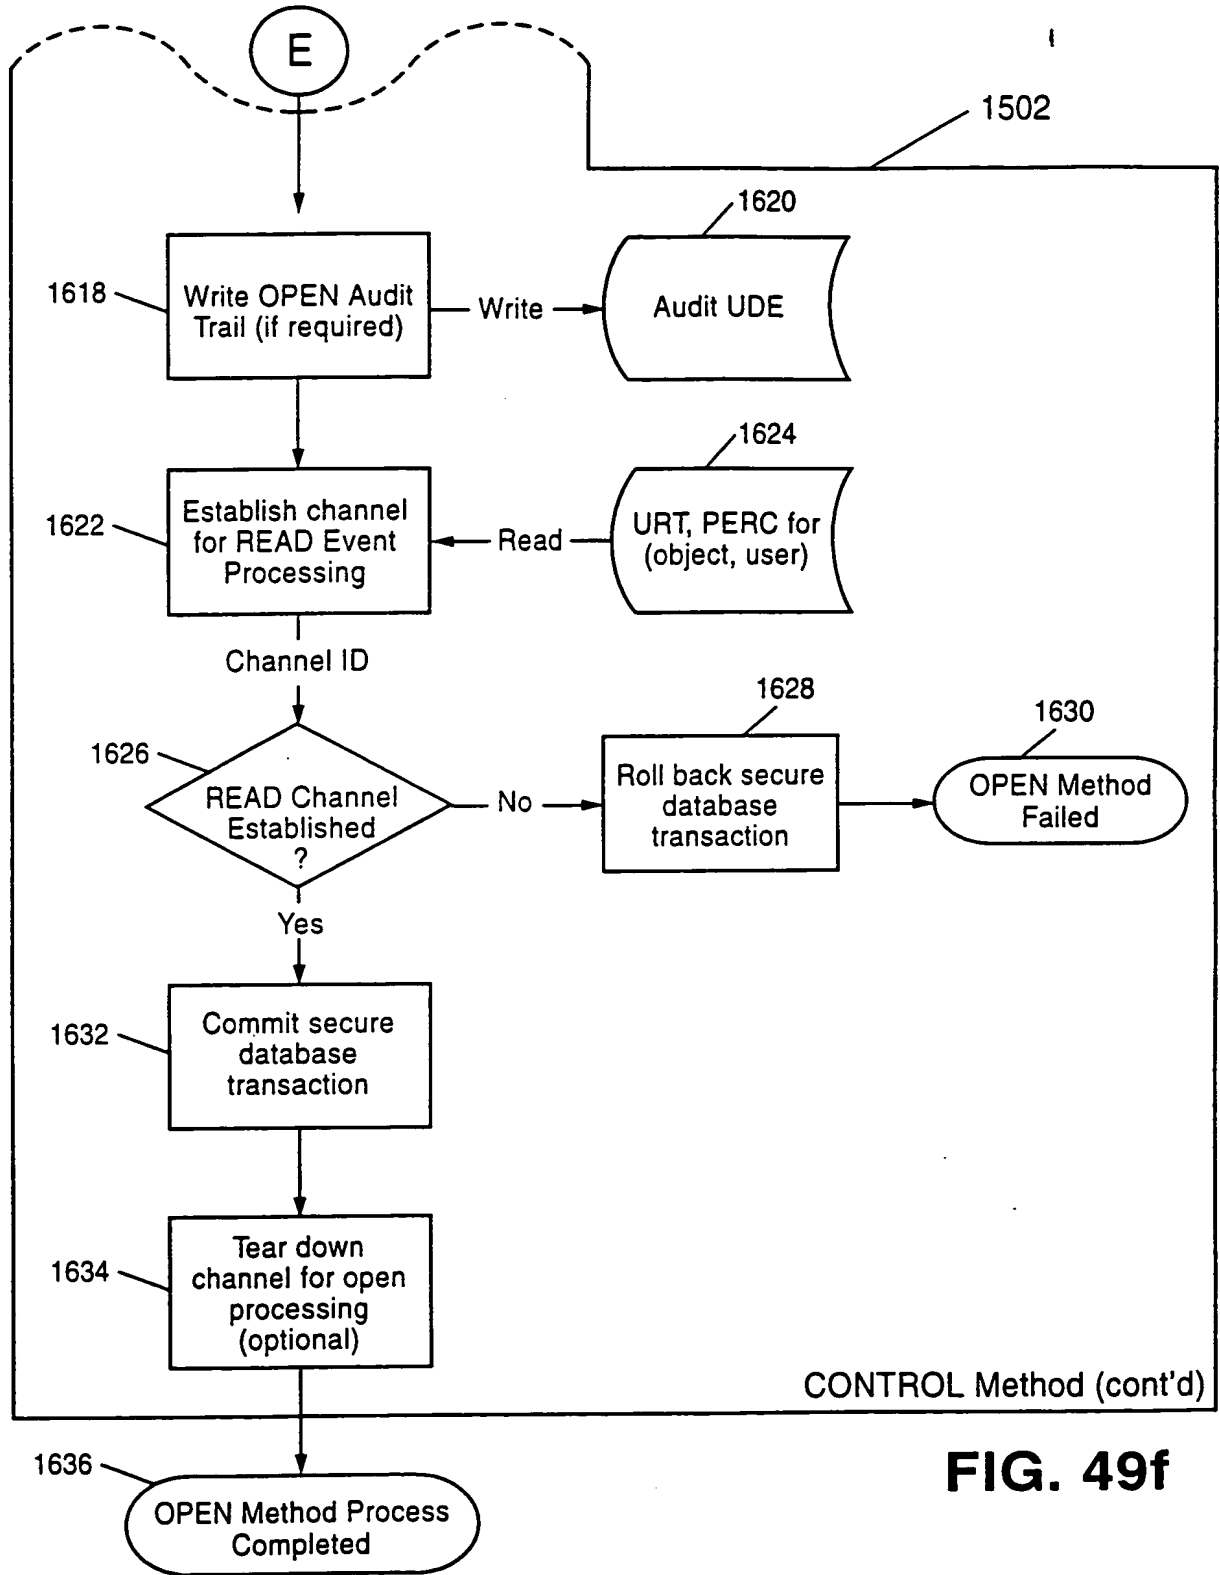 E
1502
1620
1618
Write OPEN Audit
Trail (if required)
Write
Audit UDE
1624
1622
Establish channel
for READ Event
Processing
Read
URT, PERC for
(object, user)
Channel ID
1628
1630
1626
READ Channel
Established
?
No
Roll back secure
database
transaction
OPEN Method
Failed
Yes
1632
Commit secure
database
transaction
1634
Tear down
channel for open
processing
(optional)
CONTROL Method (cont'd)
1636
OPEN Method Process
Completed
FIG. 49f